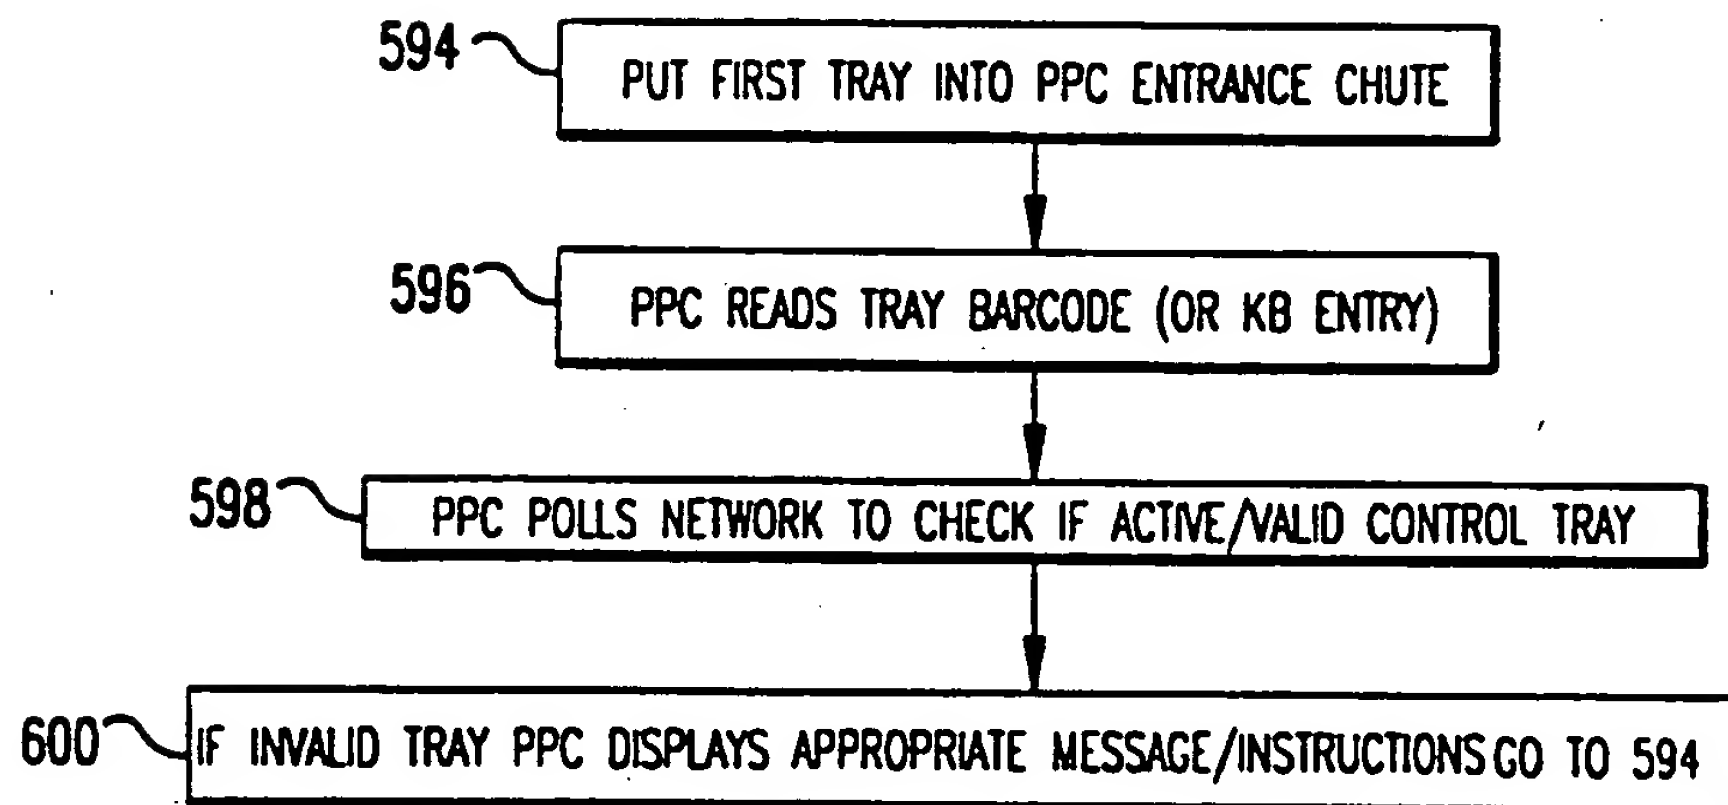 594
PUT FIRST TRAY INTO PPC ENTRANCE CHUTE
596
PPC READS TRAY BARCODE (OR KB ENTRY)
598
PPC POLLS NETWORK TO CHECK IF ACTIVE/VALID CONTROL TRAY
600
IF INVALID TRAY PPC DISPLAYS APPROPRIATE MESSAGE/INSTRUCTIONS GO TO 594